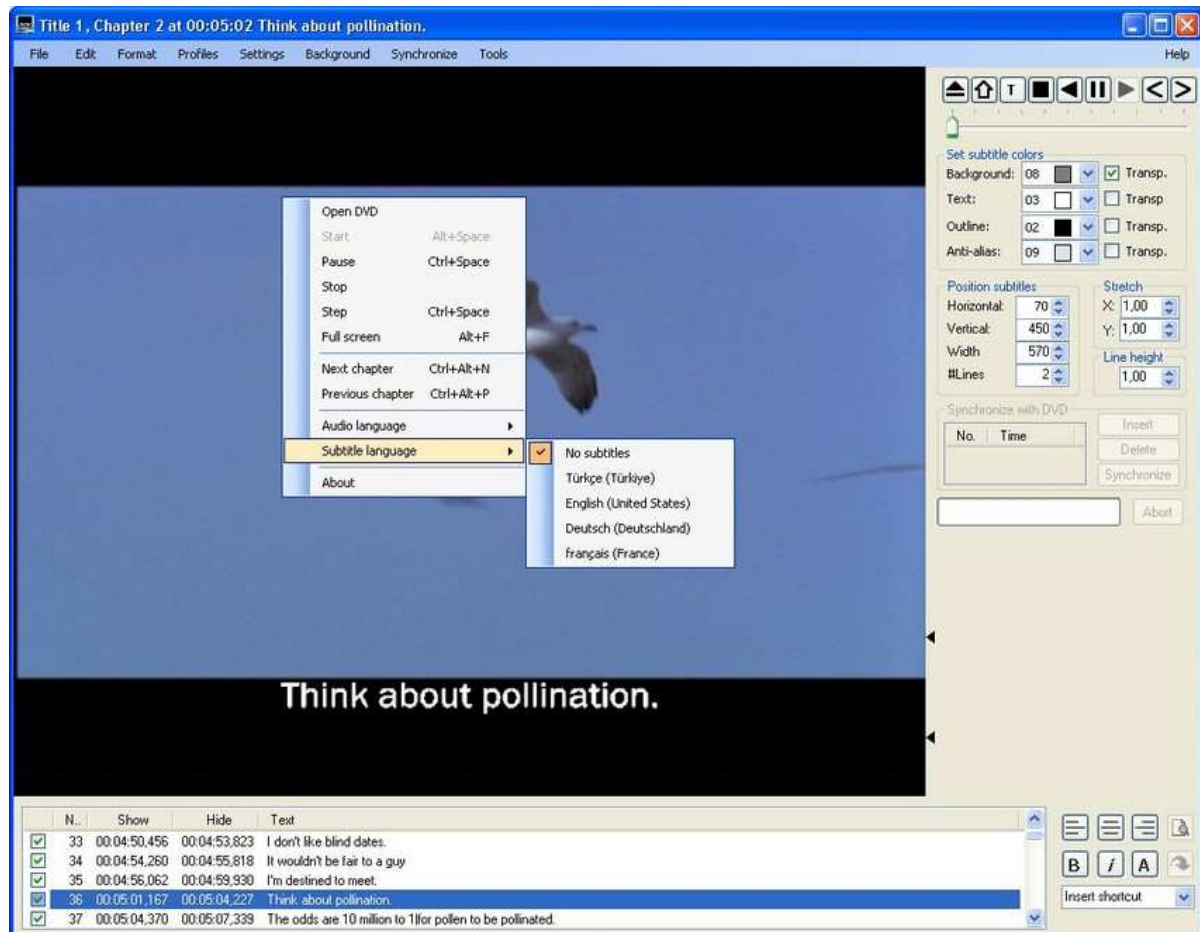 Title 1, Chapter 2 at 00:05:02 Think about pollination.
File Edit Format Profiles Settings Background Synchronize Tools Help
T
Set subtitle colors
Background: 08 Transp.
Text: 03 Transp
Outline: 02 Transp.
Anti-alias: 09 Transp.
Position subtitles
Horizontal: 70
Vertical: 450
Width 570
#Lines 2
Stretch
X: 1,00
Y: 1,00
Line height
1,00
Synchronize with DVD
No. Time
Insert
Delete
Synchronize
Abort
Open DVD
Start Alt+Space
Pause Ctrl+Space
Stop
Step Ctrl+Space
Full screen Alt+F
Next chapter Ctrl+Alt+N
Previous chapter Ctrl+Alt+P
Audio language
Subtitle language
About
No subtitles
Türkçe (Türkiye)
English (United States)
Deutsch (Deutschland)
français (France)
Think about pollination.
N.. Show Hide Text
33 00:04:50,456 00:04:53,823 I don't like blind dates.
34 00:04:54,260 00:04:55,818 It wouldn't be fair to a guy
35 00:04:56,062 00:04:59,930 I'm destined to meet.
36 00:05:01,167 00:05:04,227 Think about pollination.
37 00:05:04,370 00:05:07,339 The odds are 10 million to 1|for pollen to be pollinated.
B i A
Insert shortcut